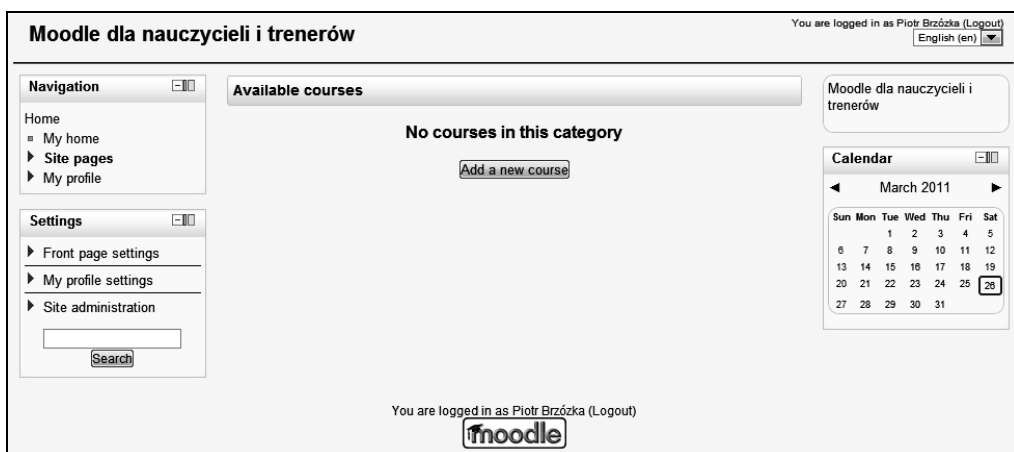 Moodle dla nauczycieli i trenerów
You are logged in as Piotr Brzózka (Logout)
English (en)
Navigation
Home
My home
Site pages
My profile
Settings
Front page settings
My profile settings
Site administration
Search
Available courses
No courses in this category
Add a new course
Moodle dla nauczycieli i
trenerów
Calendar
March 2011
Sun Mon Tue Wed Thu Fri Sat
1 2 3 4 5
6 7 8 9 10 11 12
13 14 15 16 17 18 19
20 21 22 23 24 25 26
27 28 29 30 31
You are logged in as Piotr Brzózka (Logout)
moodle